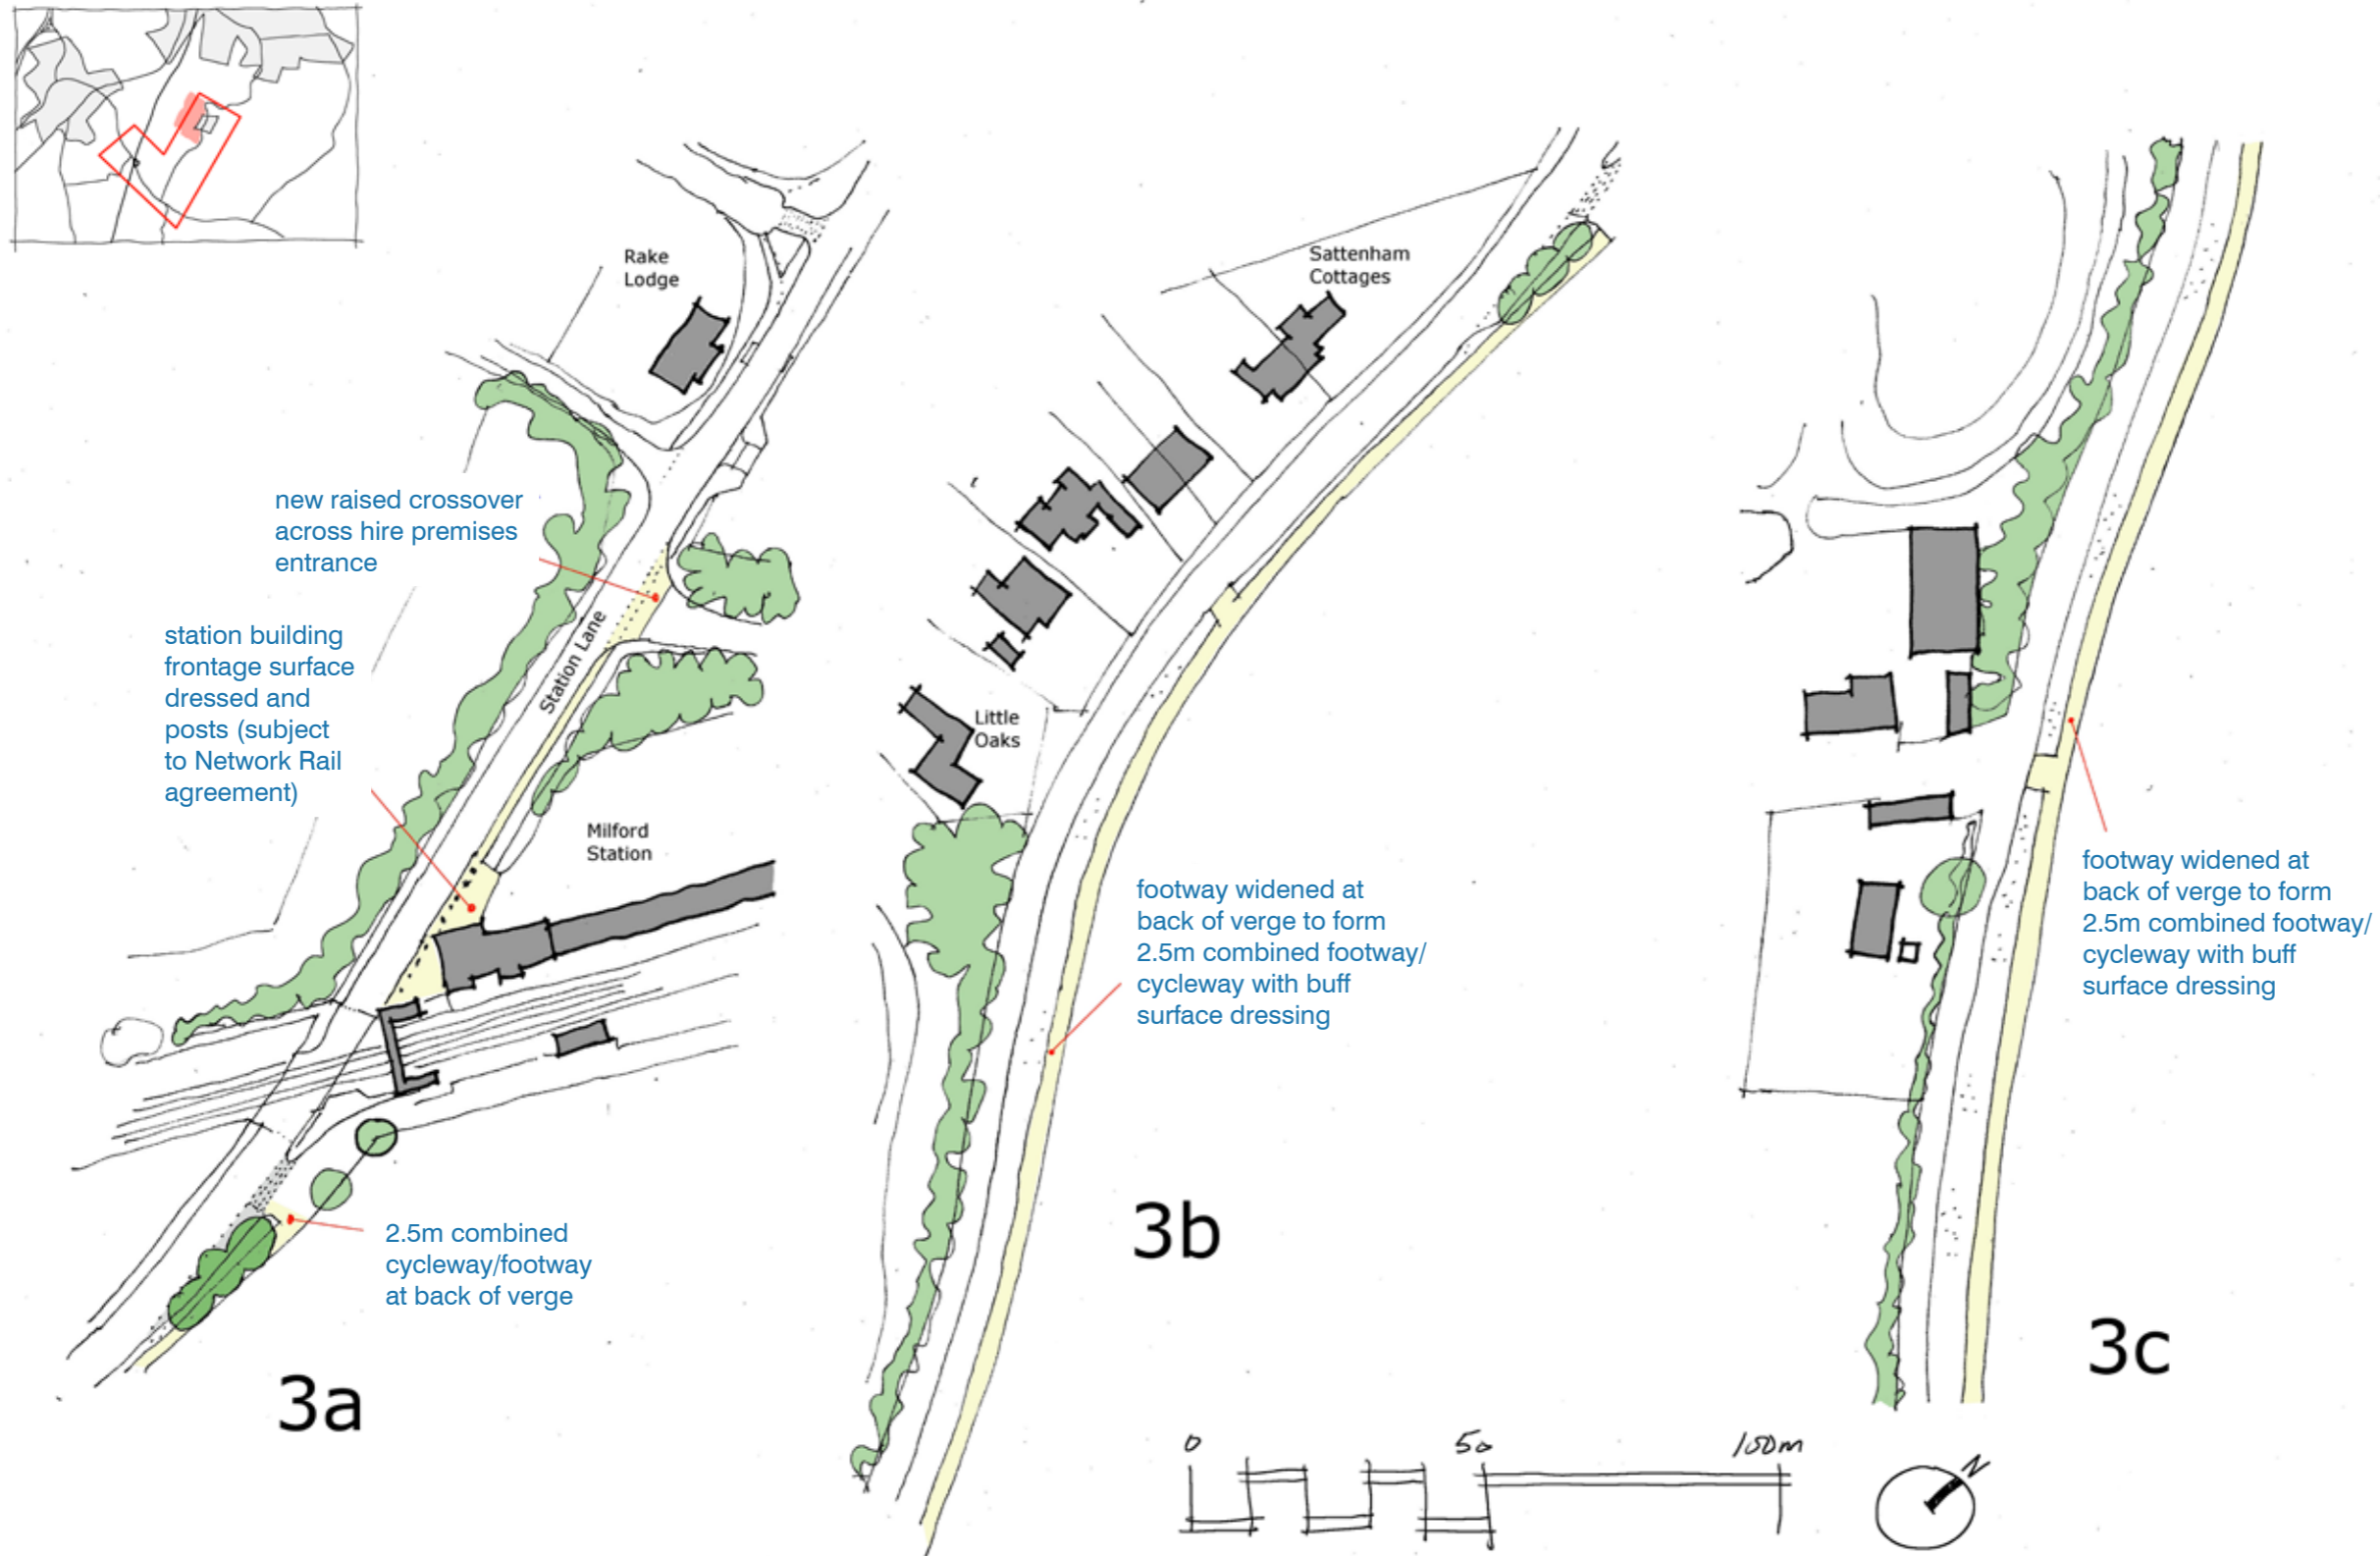 Rake
Lodge
new raised crossover
across hire premises
entrance
station building
frontage surface
dressed and
posts (subject
to Network Rail
agreement)
Station Lane
Milford
Station
2.5m combined
cycleway/footway
at back of verge
3a
Sattenham
Cottages
Little
Oaks
footway widened at
back of verge to form
2.5m combined footway/
cycleway with buff
surface dressing
3b
footway widened at
back of verge to form
2.5m combined footway/
cycleway with buff
surface dressing
3c
0 50 100m
N